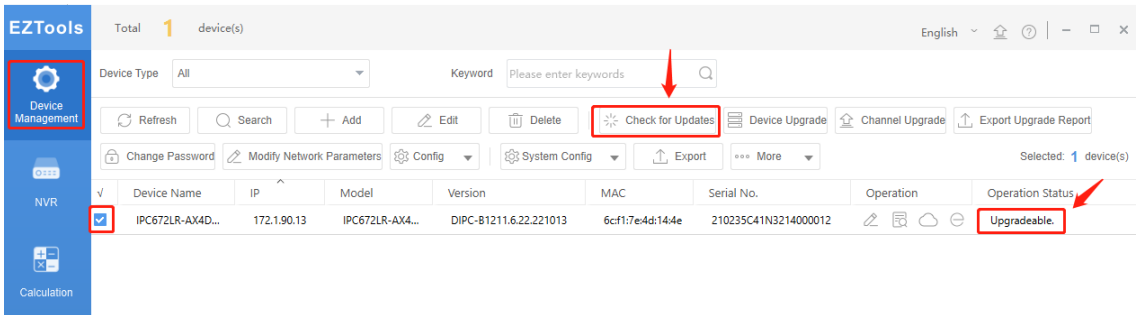 EZTools
Total 1 device(s)
English
Device Type All Keyword Please enter keywords
Device Management
Refresh Search Add Edit Delete Check for Updates Device Upgrade Channel Upgrade Export Upgrade Report
Change Password Modify Network Parameters Config System Config Export More Selected: 1 device(s)
NVR
√ Device Name IP Model Version MAC Serial No. Operation Operation Status
IPC672LR-AX4D... 172.1.90.13 IPC672LR-AX4... DIPC-B1211.6.22.221013 6c:f1:7e:4d:14:4e 210235C41N3214000012 Upgradeable.
Calculation